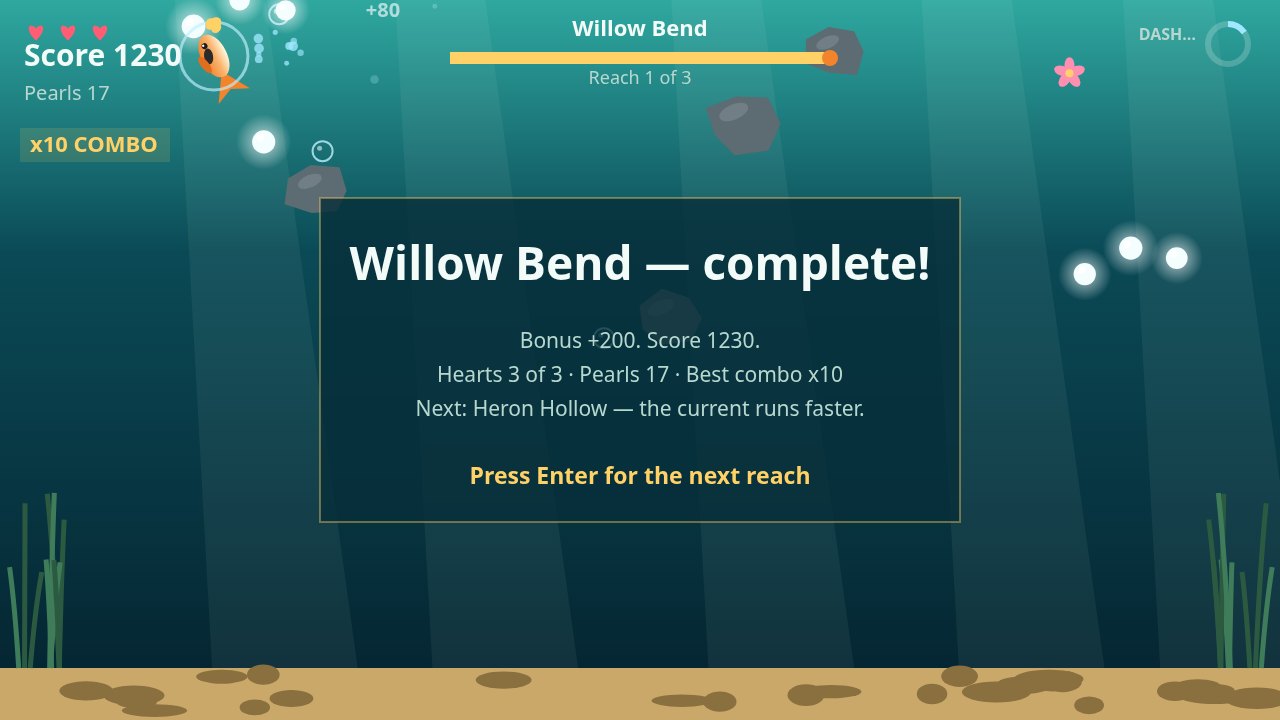 +80
Score 1230
Pearls 17
x10 COMBO
Willow Bend
Reach 1 of 3
DASH...
Willow Bend — complete!
Bonus +200. Score 1230.
Hearts 3 of 3 · Pearls 17 · Best combo x10
Next: Heron Hollow — the current runs faster.
Press Enter for the next reach